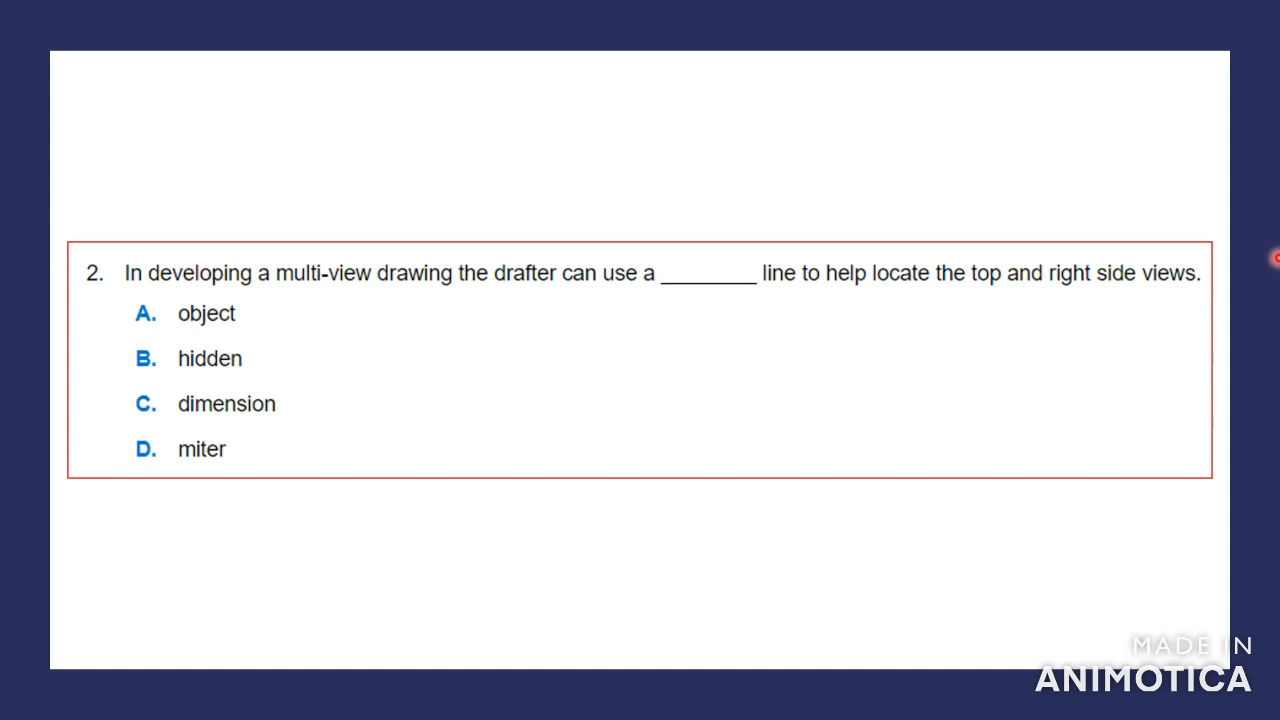 2. In developing a multi-view drawing the drafter can use a ________ line to help locate the top and right side views.
A. object
B. hidden
C. dimension
D. miter
MADE IN
ANIMOTICA